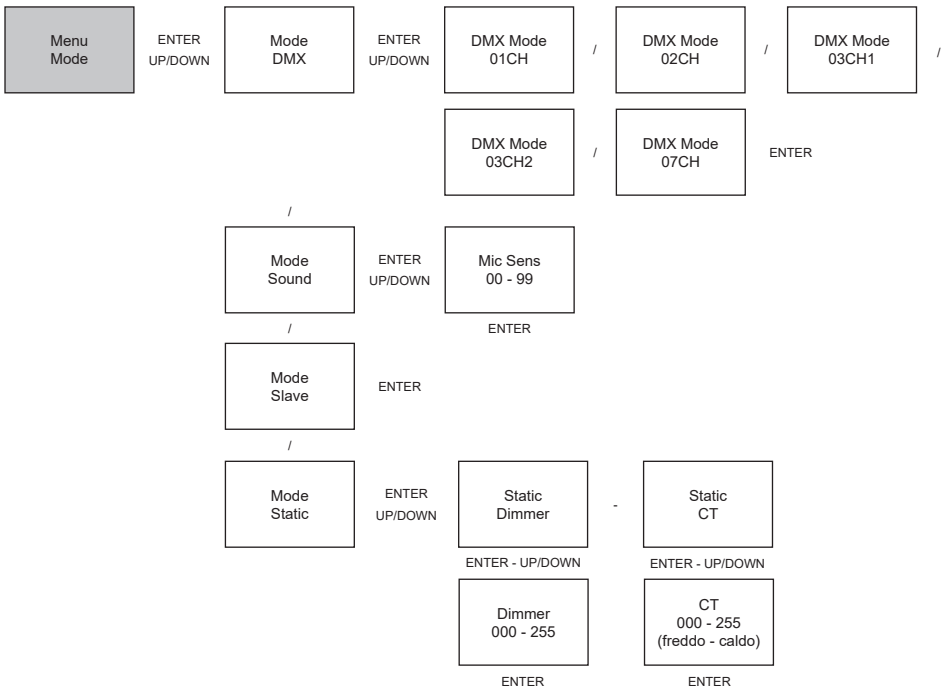 Menu
Mode
ENTER
UP/DOWN
Mode
DMX
ENTER
UP/DOWN
DMX Mode
01CH
/
DMX Mode
02CH
/
DMX Mode
03CH1
/
DMX Mode
03CH2
/
DMX Mode
07CH
ENTER
/
Mode
Sound
ENTER
UP/DOWN
Mic Sens
00 - 99
ENTER
/
Mode
Slave
ENTER
/
Mode
Static
ENTER
UP/DOWN
Static
Dimmer
-
Static
CT
ENTER - UP/DOWN
ENTER - UP/DOWN
Dimmer
000 - 255
CT
000 - 255
(freddo - caldo)
ENTER
ENTER